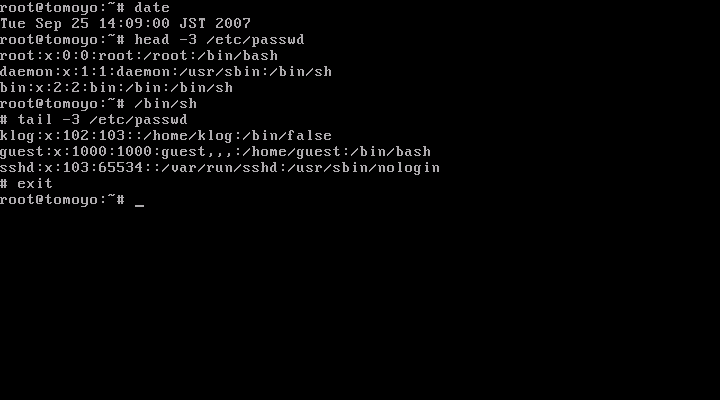 root@tomoyo:~# date
Tue Sep 25 14:09:00 JST 2007
root@tomoyo:~# head -3 /etc/passwd
root:x:0:0:root:/root:/bin/bash
daemon:x:1:1:daemon:/usr/sbin:/bin/sh
bin:x:2:2:bin:/bin:/bin/sh
root@tomoyo:~# /bin/sh
# tail -3 /etc/passwd
klog:x:102:103::/home/klog:/bin/false
guest:x:1000:1000:guest,,,:/home/guest:/bin/bash
sshd:x:103:65534::/var/run/sshd:/usr/sbin/nologin
# exit
root@tomoyo:~# _